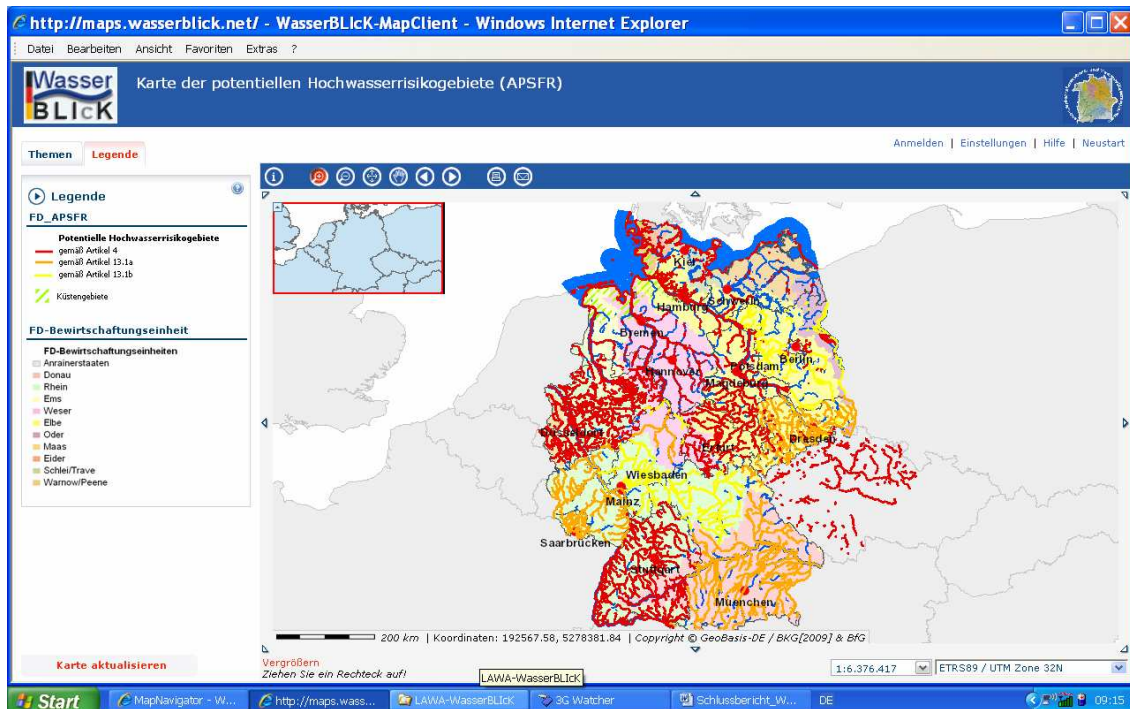 http://maps.wasserblick.net/ - WasserBLIcK-MapClient - Windows Internet Explorer
Datei Bearbeiten Ansicht Favoriten Extras ?
Wasser BLIcK
Karte der potentiellen Hochwasserrisikogebiete (APSFR)
Anmelden | Einstellungen | Hilfe | Neustart
Themen Legende
Legende
FD_APSFR
Potentielle Hochwasserrisikogebiete
gemäß Artikel 4
gemäß Artikel 13.1a
gemäß Artikel 13.1b
Küstengebiete
FD-Bewirtschaftungseinheit
FD-Bewirtschaftungseinheiten
Anrainerstaaten
Donau
Rhein
Ems
Weser
Elbe
Oder
Maas
Eider
Schlei/Trave
Warnow/Peene
Karte aktualisieren
Kiel
Schwerin
Hamburg
Bremen
Berlin
Potsdam
Hannover
Magdeburg
Düsseldorf
Dresden
Erfurt
Wiesbaden
Mainz
Saarbrücken
Stuttgart
Muenchen
200 km | Koordinaten: 192567.58, 5278381.84 | Copyright © GeoBasis-DE / BKG[2009] & BfG
Vergrößern
Ziehen Sie ein Rechteck auf!
LAWA-WasserBLIcK
1:6.376.417
ETRS89 / UTM Zone 32N
Start
MapNavigator - W...
http://maps.wass...
LAWA-WasserBLIcK
3G Watcher
Schlussbericht_W...
DE
09:15